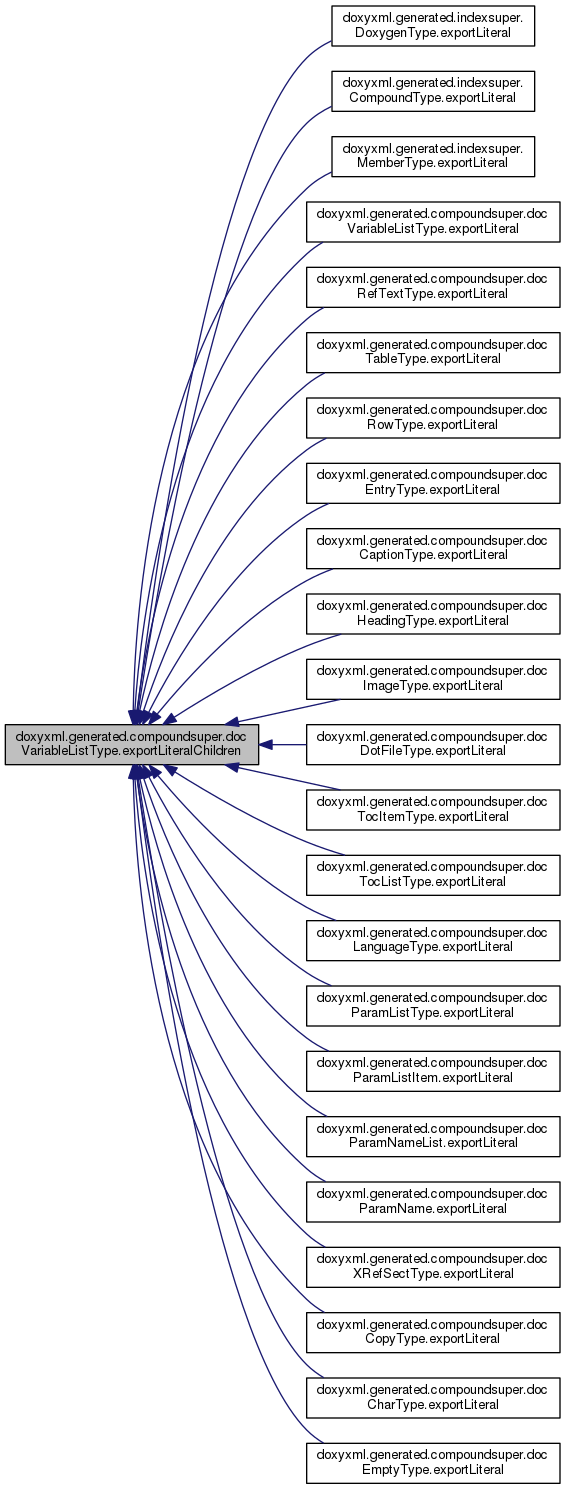 doxyxml.generated.indexsuper.
DoxygenType.exportLiteral
doxyxml.generated.indexsuper.
CompoundType.exportLiteral
doxyxml.generated.indexsuper.
MemberType.exportLiteral
doxyxml.generated.compoundsuper.doc
VariableListType.exportLiteral
doxyxml.generated.compoundsuper.doc
RefTextType.exportLiteral
doxyxml.generated.compoundsuper.doc
TableType.exportLiteral
doxyxml.generated.compoundsuper.doc
RowType.exportLiteral
doxyxml.generated.compoundsuper.doc
EntryType.exportLiteral
doxyxml.generated.compoundsuper.doc
CaptionType.exportLiteral
doxyxml.generated.compoundsuper.doc
HeadingType.exportLiteral
doxyxml.generated.compoundsuper.doc
ImageType.exportLiteral
doxyxml.generated.compoundsuper.doc
VariableListType.exportLiteralChildren
doxyxml.generated.compoundsuper.doc
DotFileType.exportLiteral
doxyxml.generated.compoundsuper.doc
TocItemType.exportLiteral
doxyxml.generated.compoundsuper.doc
TocListType.exportLiteral
doxyxml.generated.compoundsuper.doc
LanguageType.exportLiteral
doxyxml.generated.compoundsuper.doc
ParamListType.exportLiteral
doxyxml.generated.compoundsuper.doc
ParamListItem.exportLiteral
doxyxml.generated.compoundsuper.doc
ParamNameList.exportLiteral
doxyxml.generated.compoundsuper.doc
ParamName.exportLiteral
doxyxml.generated.compoundsuper.doc
XRefSectType.exportLiteral
doxyxml.generated.compoundsuper.doc
CopyType.exportLiteral
doxyxml.generated.compoundsuper.doc
CharType.exportLiteral
doxyxml.generated.compoundsuper.doc
EmptyType.exportLiteral